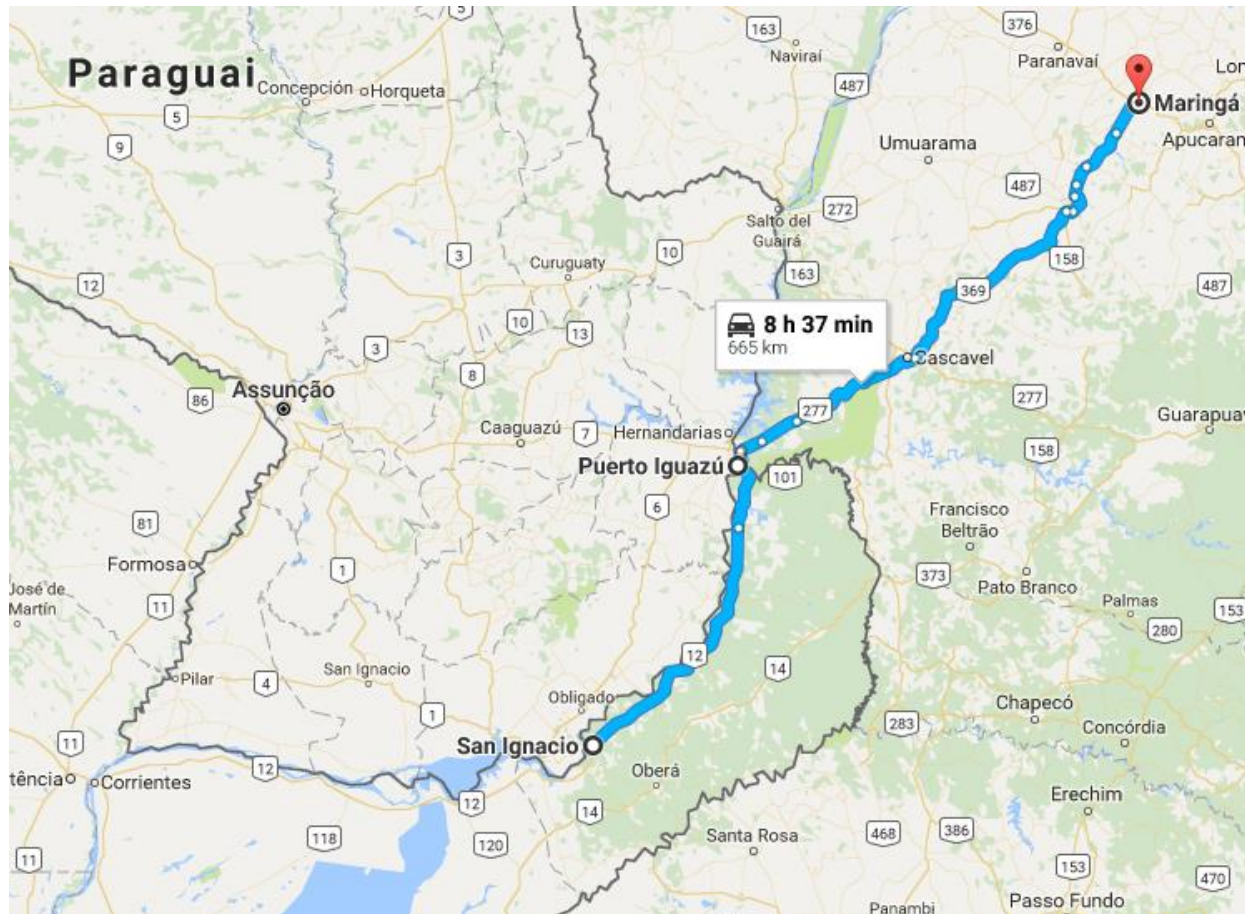 5
163
376
Naviraí
Paranavaí
Lon
Paraguai
Concepción
Horqueta
487
Maringá
5
Apucaran
9
Umuarama
487
272
Salto del
Guairá
3
10
158
12
Curuguaty
163
369
487
10
13
8 h 37 min
665 km
3
Cascavel
8
Assunção
86
277
277
Guarapuav
Caaguazú
7
Hernandarias
158
Puerto Iguazú
101
6
Francisco
Beltrão
81
Formosa
1
373
Pato Branco
José de
Martín
11
Palmas
153
280
12
San Ignacio
14
Pilar
4
Obligado
Chapecó
1
283
Concórdia
San Ignacio
11
tência
Corrientes
12
Oberá
12
Erechim
14
118
120
Santa Rosa
468
386
11
153
470
Panambi
Passo Fundo